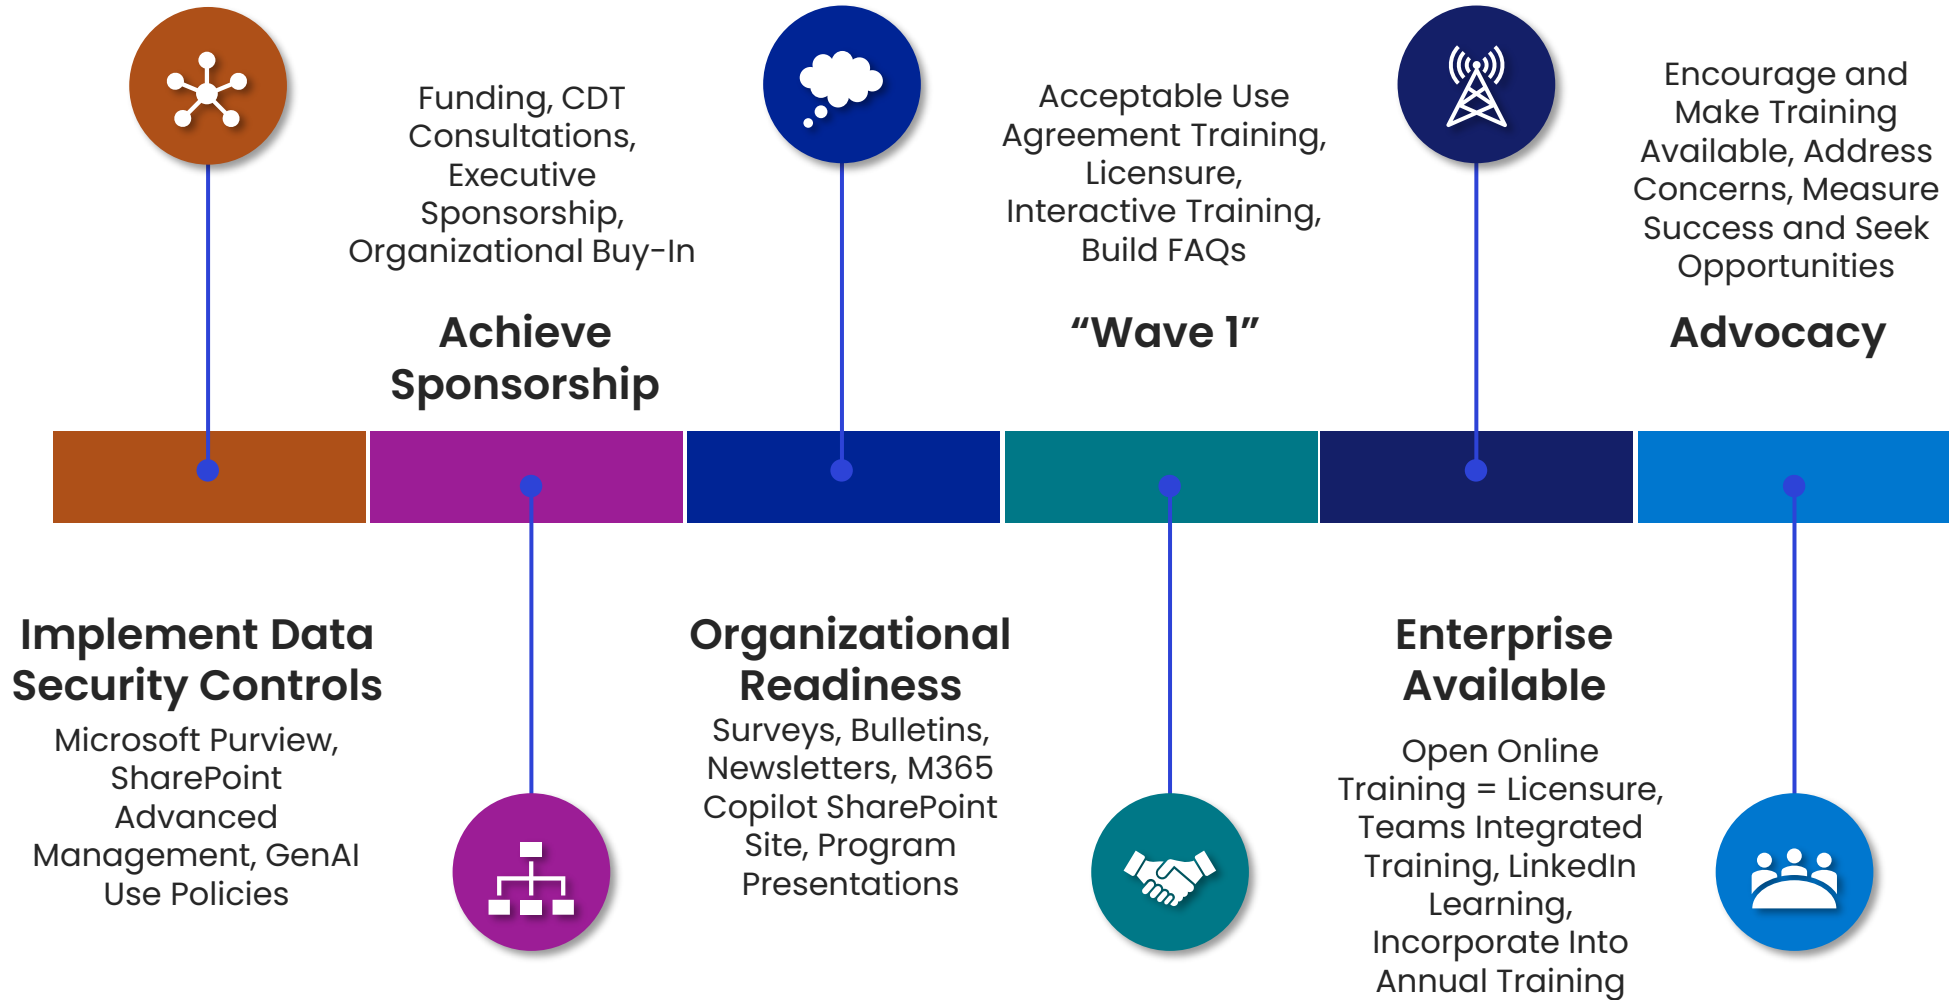 Funding, CDT
Consultations,
Executive
Sponsorship,
Organizational Buy-In
Achieve
Sponsorship
Acceptable Use
Agreement Training,
Licensure,
Interactive Training,
Build FAQs
“Wave 1”
Encourage and
Make Training
Available, Address
Concerns, Measure
Success and Seek
Opportunities
Advocacy
Implement Data
Security Controls
Microsoft Purview,
SharePoint
Advanced
Management, GenAI
Use Policies
Organizational
Readiness
Surveys, Bulletins,
Newsletters, M365
Copilot SharePoint
Site, Program
Presentations
Enterprise
Available
Open Online
Training = Licensure,
Teams Integrated
Training, LinkedIn
Learning,
Incorporate Into
Annual Training